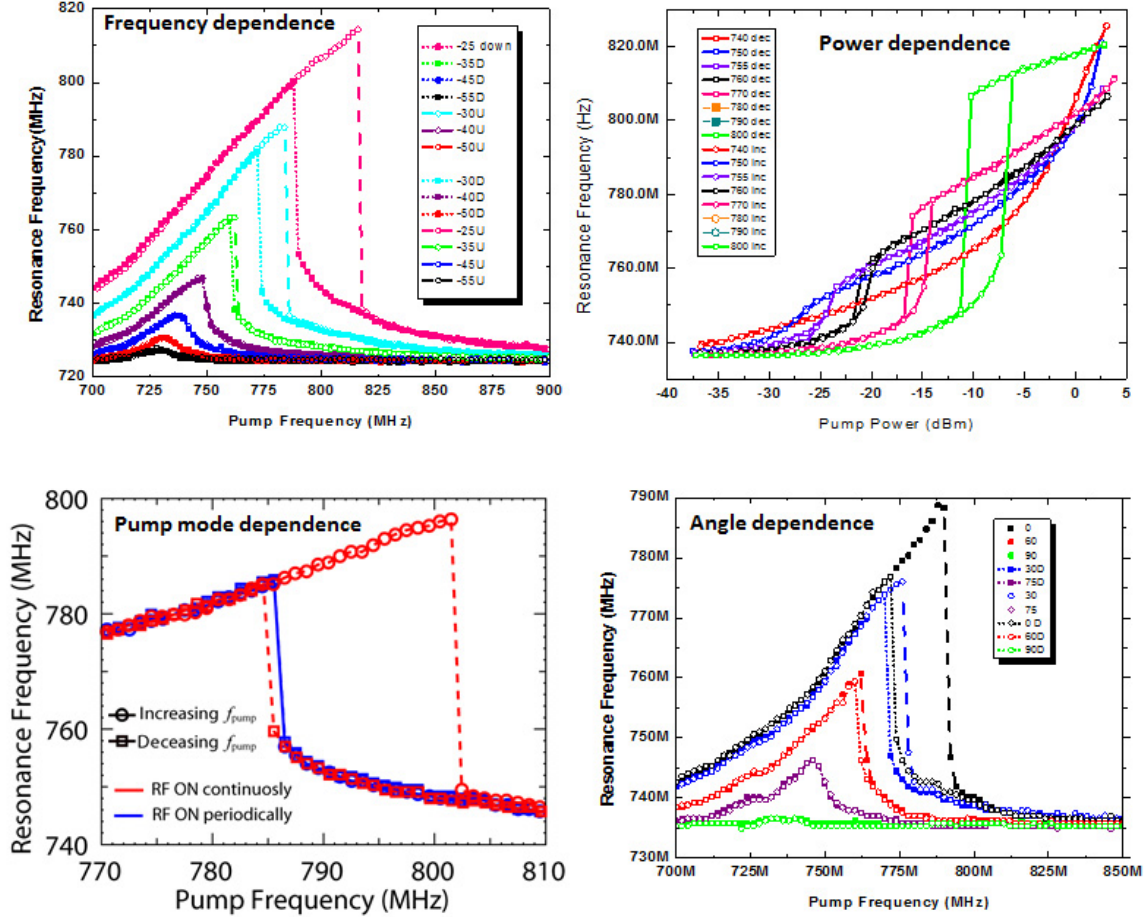 Frequency dependence
Resonance Frequency(MHz)
820
800
780
760
740
720
700 725 750 775 800 825 850 875 900
Pump Frequency (MHz)
-25 down
-35D
-45D
-55D
-30U
-40U
-50U
-30D
-40D
-50D
-25U
-35U
-45U
-55U
Power dependence
Resonance Frequency (Hz)
820.0M
800.0M
780.0M
760.0M
740.0M
-40 -35 -30 -25 -20 -15 -10 -5 0 5
Pump Power (dBm)
740 dec
750 dec
755 dec
760 dec
770 dec
780 dec
790 dec
800 dec
740 inc
750 inc
755 inc
760 inc
770 inc
780 inc
790 inc
800 inc
Pump mode dependence
Resonance Frequency (MHz)
800
780
760
740
770 780 790 800 810
Pump Frequency (MHz)
Increasing fpump
Deceasing fpump
RF ON continuosly
RF ON periodically
Angle dependence
Resonance Frequency (MHz)
790M
780M
770M
760M
750M
740M
730M
700M 725M 750M 775M 800M 825M 850M
Pump Frequency (MHz)
0
60
90
30D
75D
30
75
0 D
60D
90D